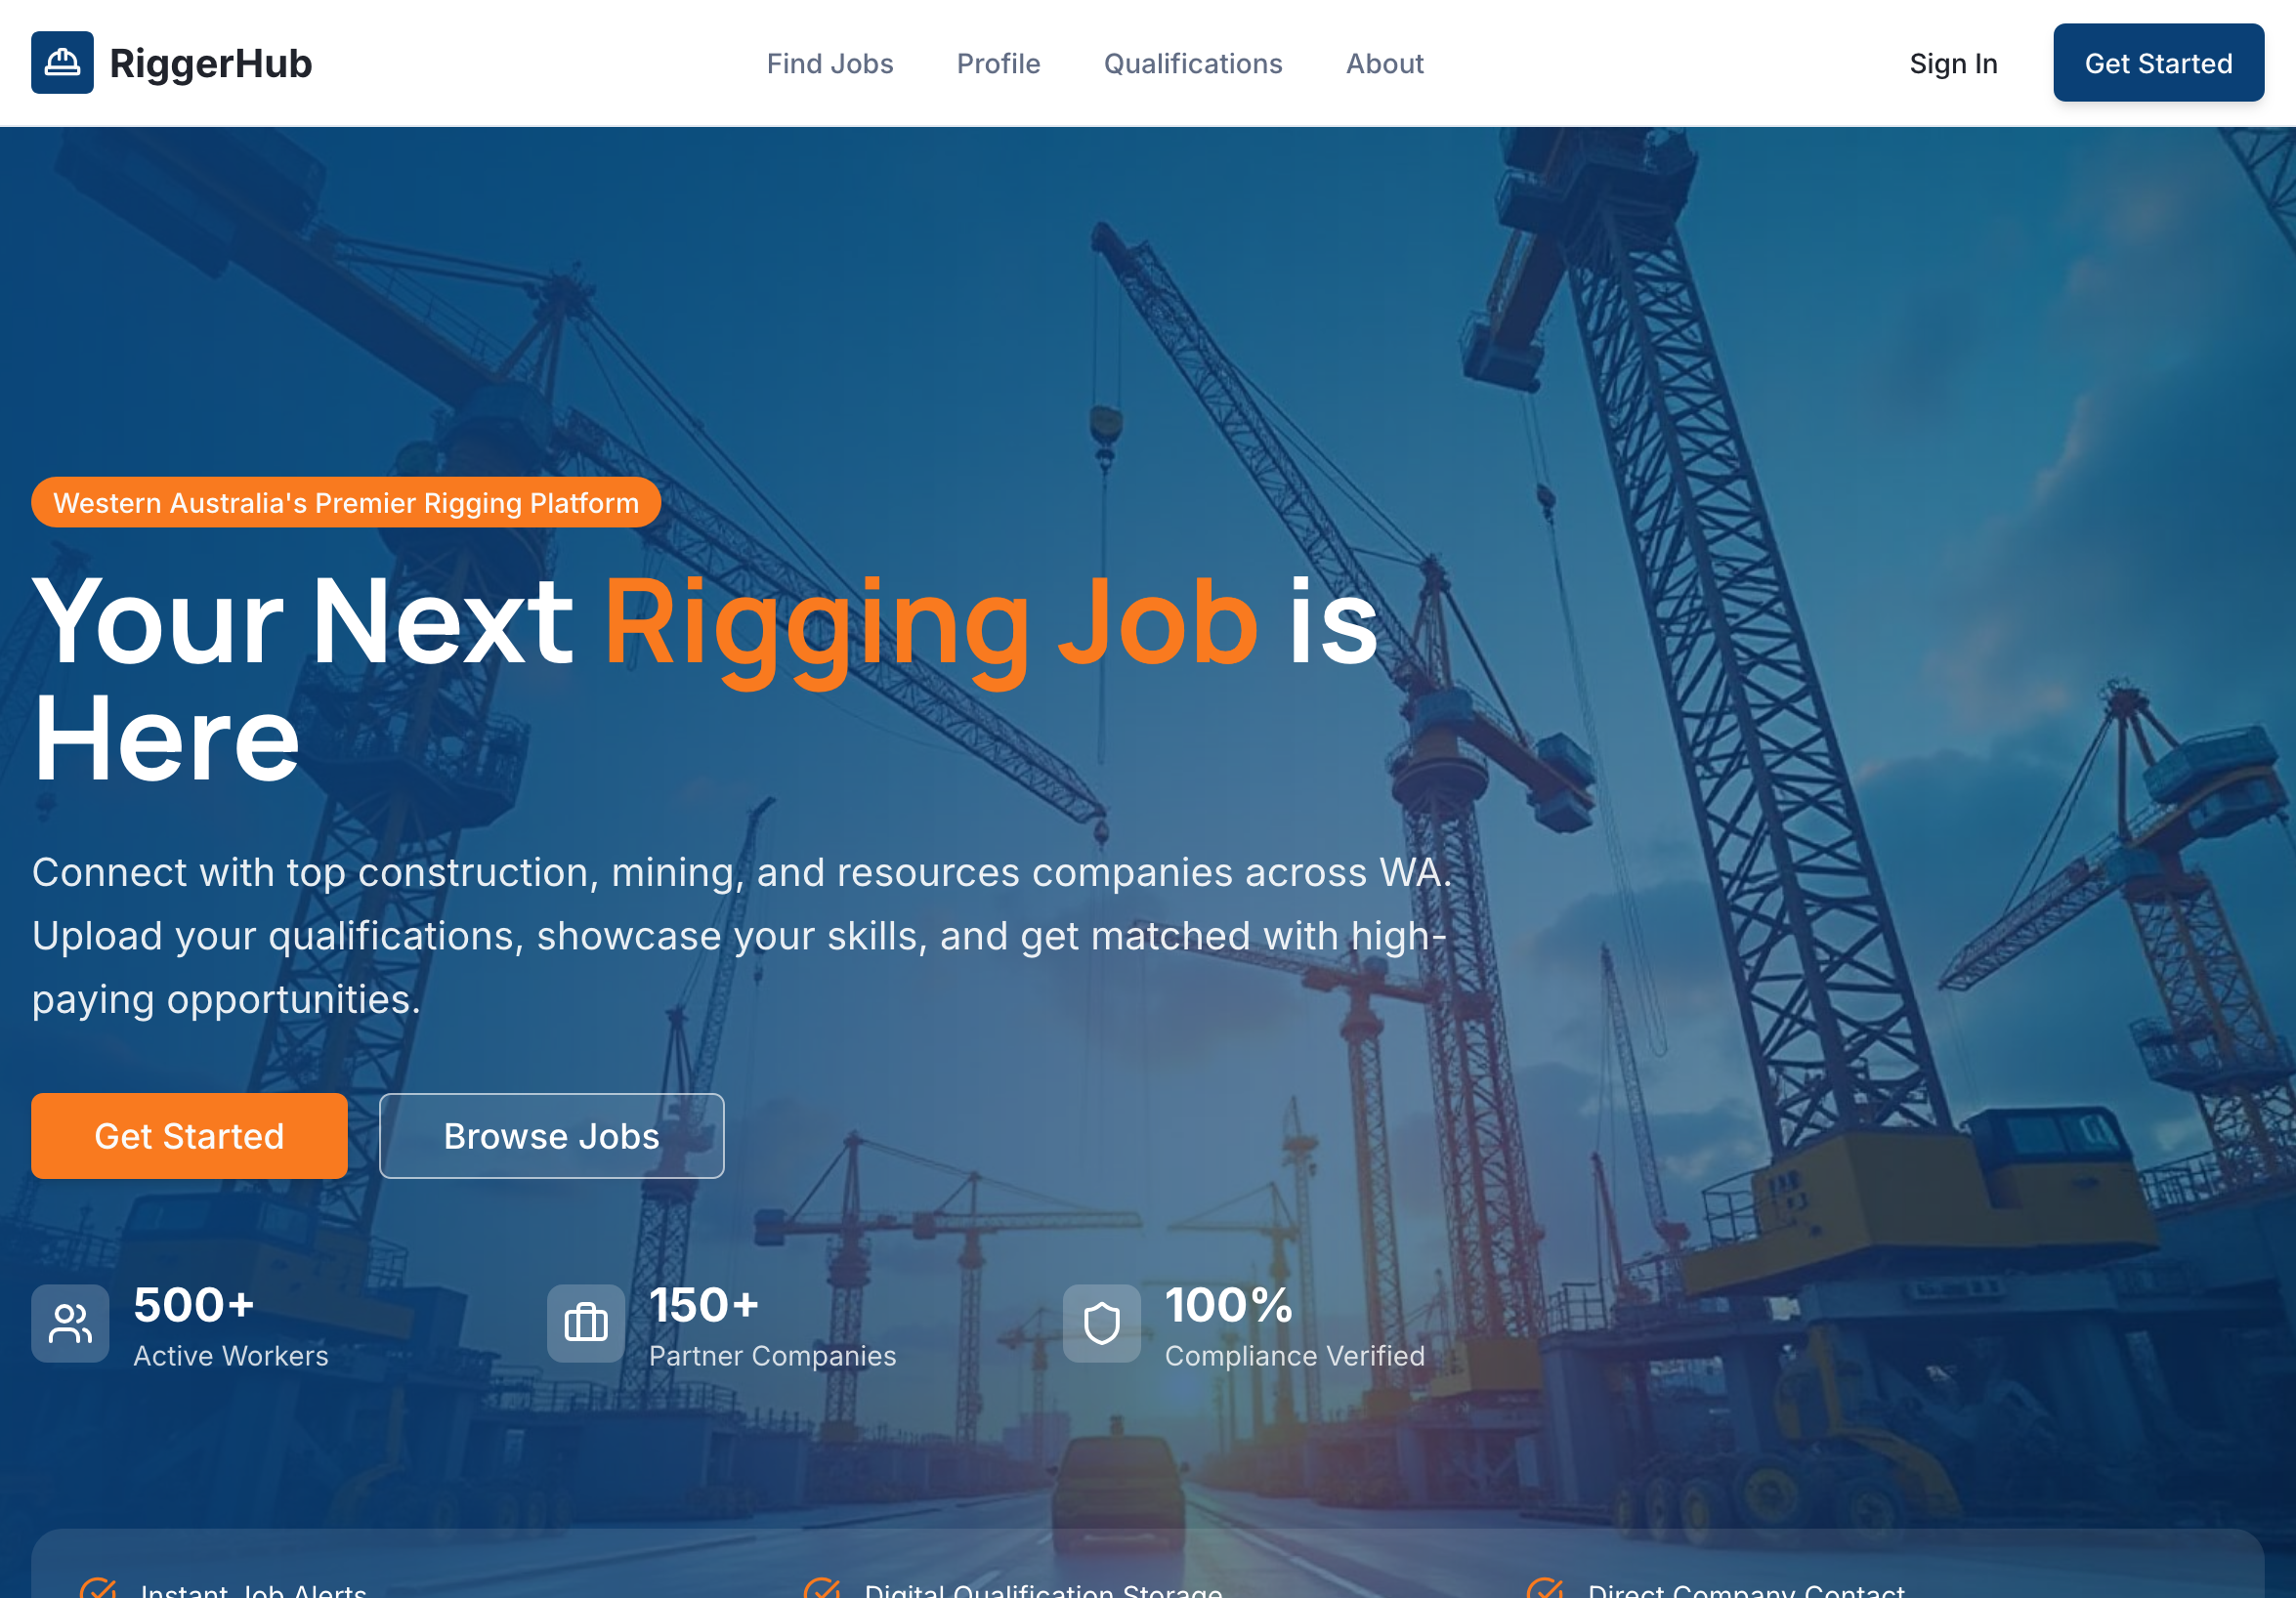 RiggerHub
Find Jobs
Profile
Qualifications
About
Sign In
Get Started
Western Australia's Premier Rigging Platform
Your Next Rigging Job is
Here
Connect with top construction, mining, and resources companies across WA.
Upload your qualifications, showcase your skills, and get matched with high-
paying opportunities.
Get Started
Browse Jobs
500+
Active Workers
150+
Partner Companies
100%
Compliance Verified
Instant Job Alerts
Digital Qualification Storage
Direct Company Contact